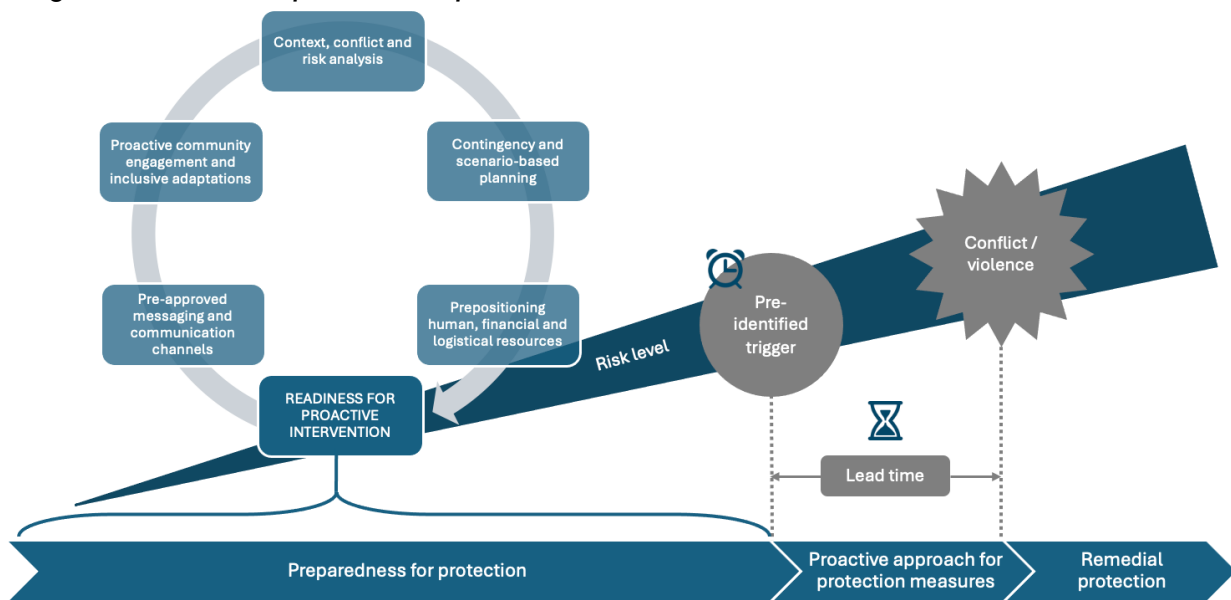 Context, conflict and
risk analysis
Proactive community
engagement and
inclusive adaptations
Contingency and
scenario-based
planning
Pre-approved
messaging and
communication
channels
Prepositioning
human, financial and
logistical resources
READINESS FOR
PROACTIVE
INTERVENTION
Risk level
Pre-
identified
trigger
Conflict /
violence
Lead time
Preparedness for protection
Proactive approach for
protection measures
Remedial
protection